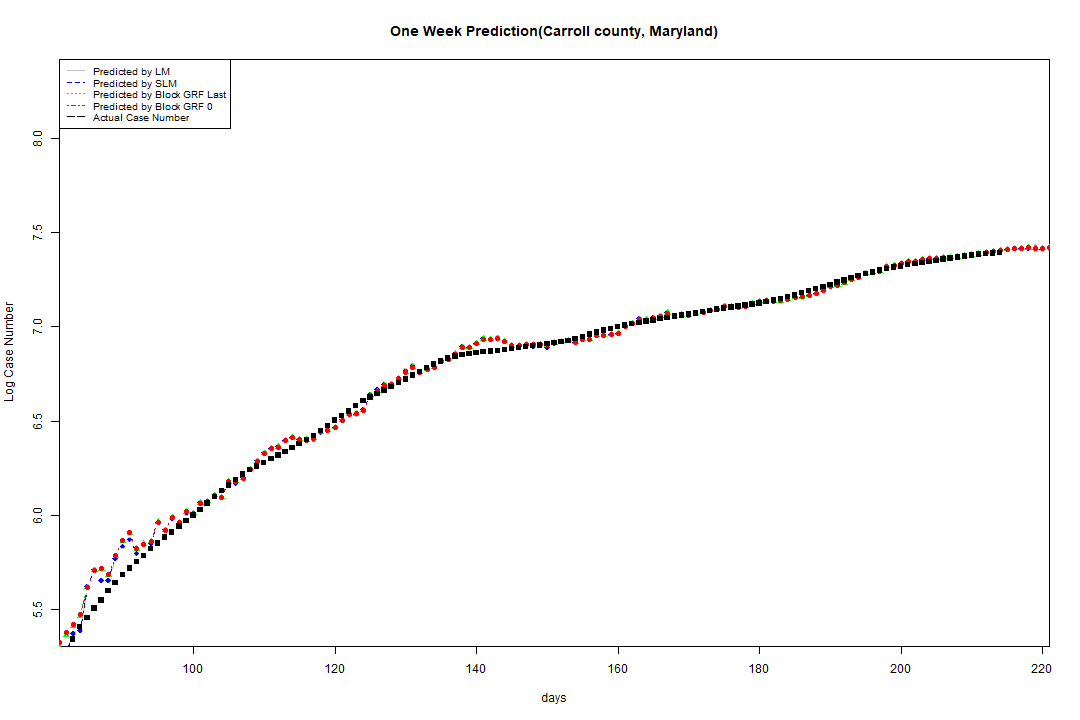 One Week Prediction(Carroll county, Maryland)
Predicted by LM
Predicted by SLM
Predicted by Block GRF Last
Predicted by Block GRF 0
Actual Case Number
8.0
7.5
7.0
6.5
6.0
5.5
Log Case Number
100 120 140 160 180 200 220
days